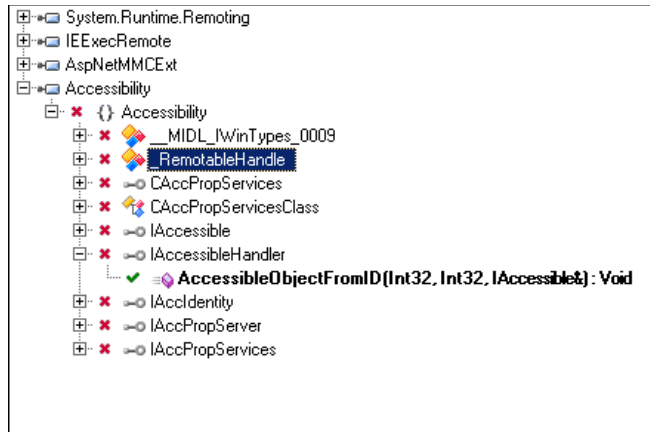 System.Runtime.Remoting
IEExecRemote
AspNetMMCExt
Accessibility
{} Accessibility
__MIDL_IWinTypes_0009
_RemotableHandle
CAccPropServices
CAccPropServicesClass
IAccessible
IAccessibleHandler
AccessibleObjectFromID(Int32, Int32, IAccessible&) : Void
IAccIdentity
IAccPropServer
IAccPropServices